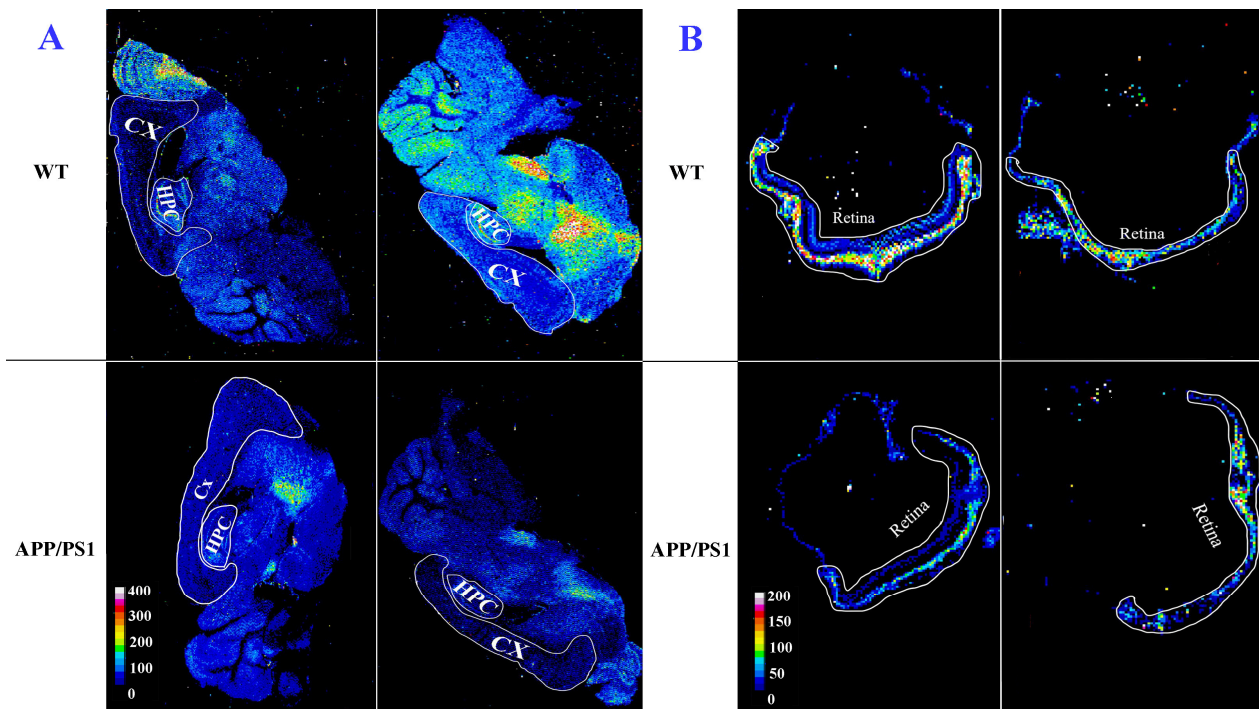 A
B
WT
CX
HPC
HPC
CX
WT
Retina
Retina
APP/PS1
Cx
HPC
400
300
200
100
0
HPC
CX
APP/PS1
200
150
100
50
0
Retina
Retina